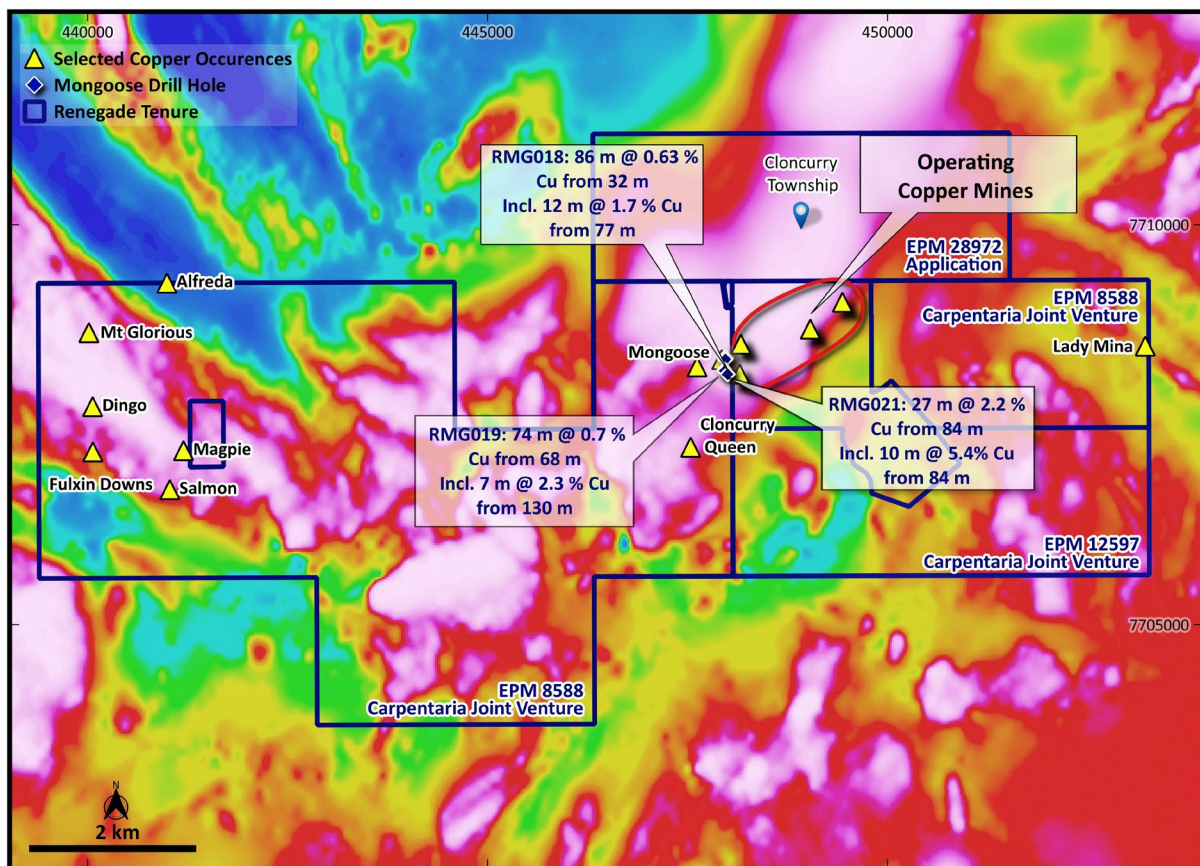 440000
445000
450000
Selected Copper Occurences
Mongoose Drill Hole
Renegade Tenure
RMG018: 86 m @ 0.63 %
Cu from 32 m
Incl. 12 m @ 1.7 % Cu
from 77 m
Cloncurry
Township
Operating
Copper Mines
7710000
EPM 28972
Application
Alfreda
EPM 8588
Carpentaria Joint Venture
Mt Glorious
Mongoose
Lady Mina
Dingo
RMG019: 74 m @ 0.7 %
Cu from 68 m
Incl. 7 m @ 2.3 % Cu
from 130 m
Cloncurry
Queen
RMG021: 27 m @ 2.2 %
Cu from 84 m
Incl. 10 m @ 5.4% Cu
from 84 m
Magpie
Fulxin Downs
Salmon
EPM 12597
Carpentaria Joint Venture
7705000
EPM 8588
Carpentaria Joint Venture
N
2 km